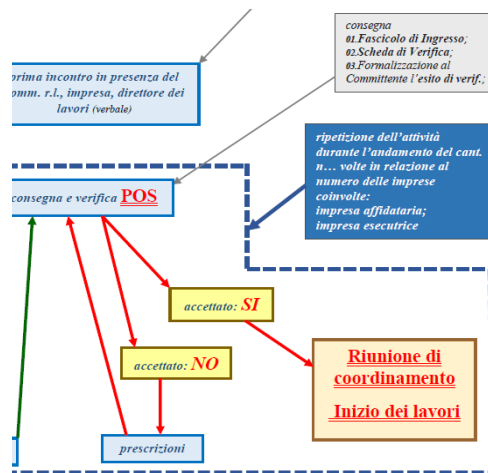 consegna
01.Fascicolo di Ingresso;
02.Scheda di Verifica;
03.Formalizzazione al
Committente l'esito di verif.;
prima incontro in presenza del
omm. r.l., impresa, direttore dei
lavori (verbale)
ripetizione dell'attività
durante l'andamento del cant.
n… volte in relazione al
numero delle imprese
coinvolte:
impresa affidataria;
impresa esecutrice
consegna e verifica POS
accettato: SI
accettato: NO
Riunione di
coordinamento
Inizio dei lavori
prescrizioni